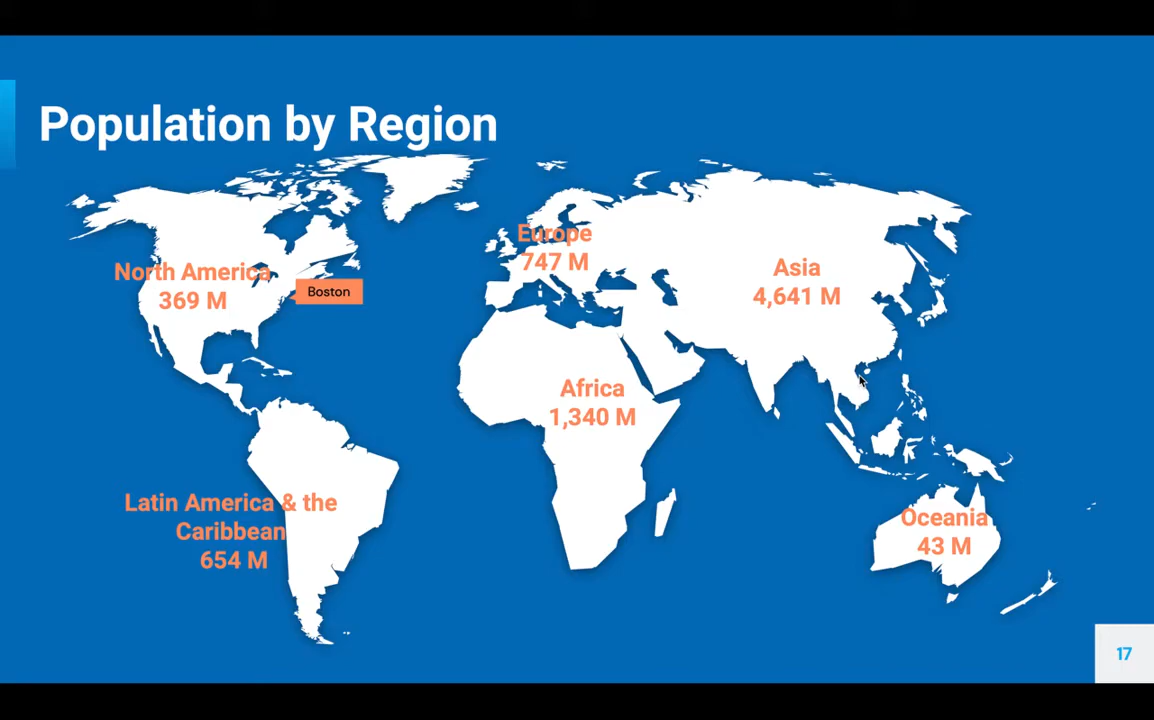 Population by Region
North America
369 M
Boston
Europe
747 M
Asia
4,641 M
Africa
1,340 M
Latin America & the
Caribbean
654 M
Oceania
43 M
17